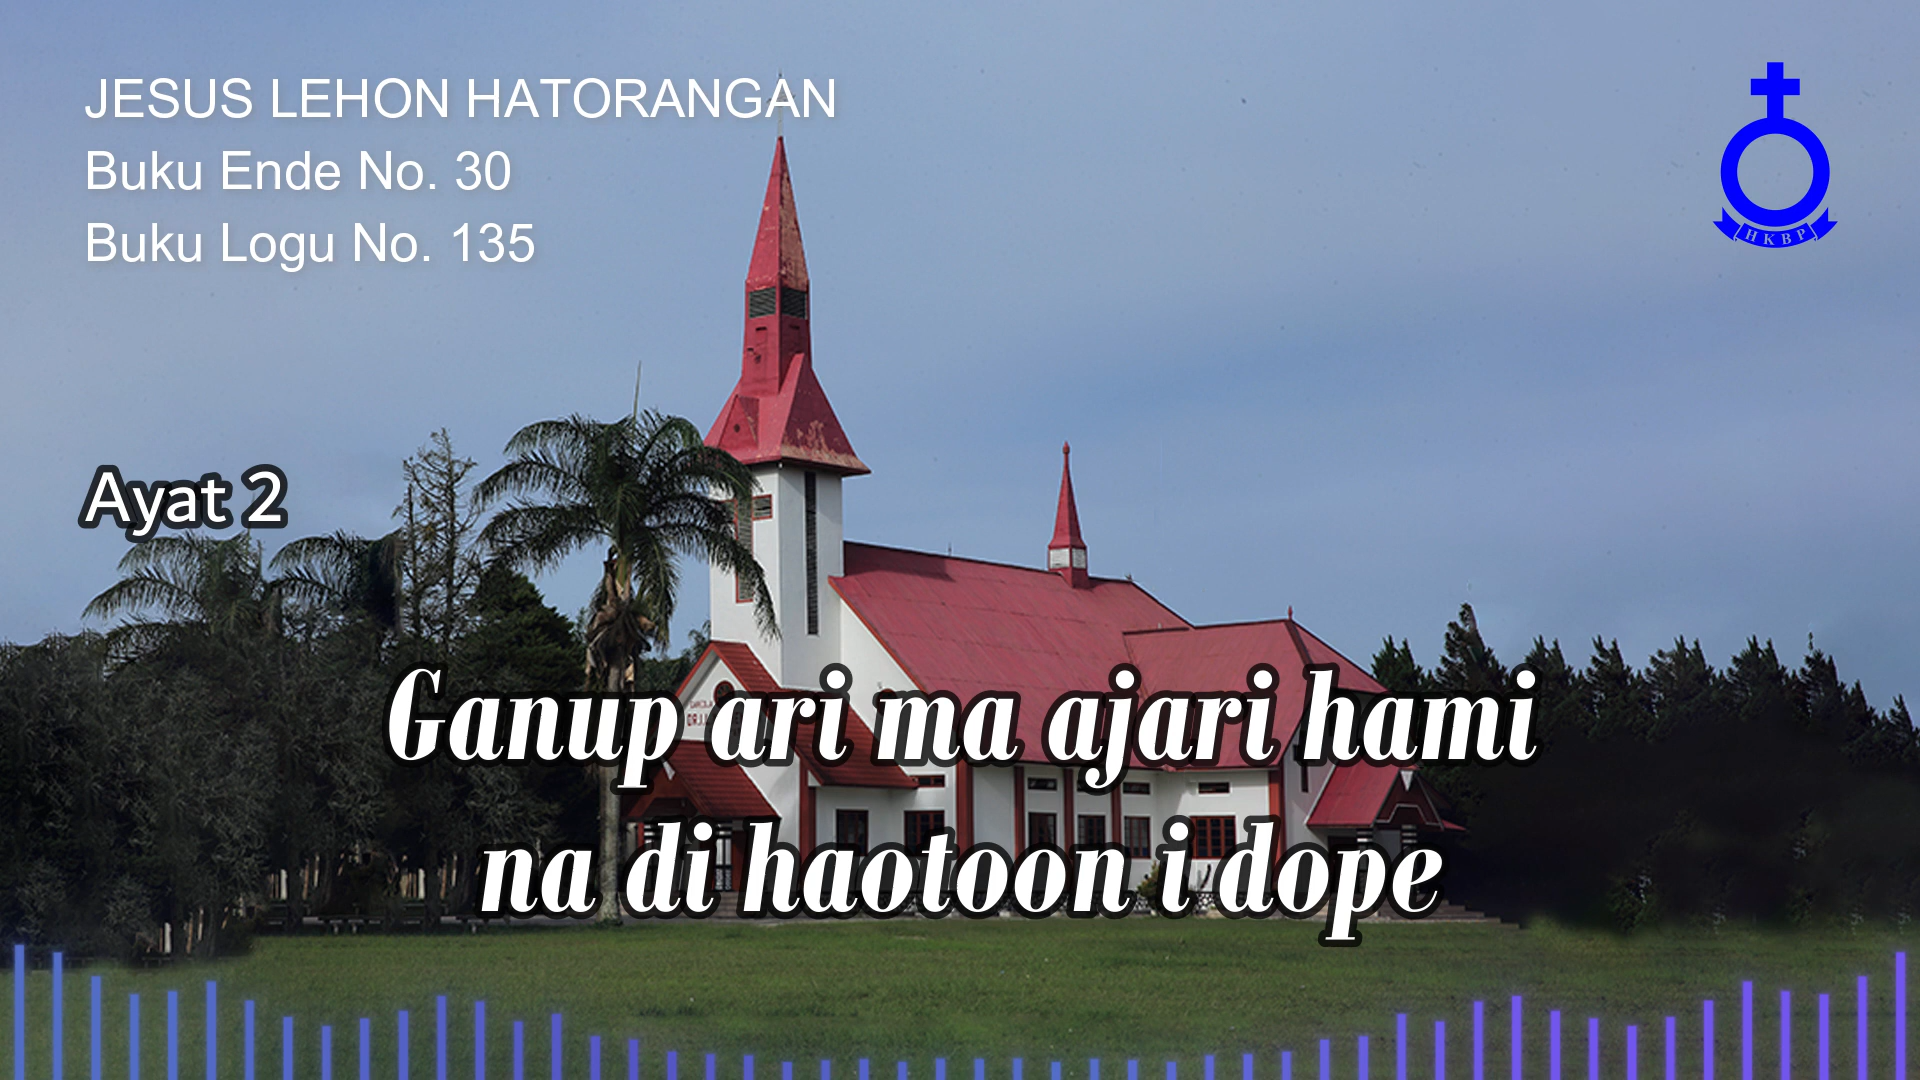 JESUS LEHON HATORANGAN
Buku Ende No. 30
Buku Logu No. 135
HKBP
Ayat 2
Ganup ari ma ajari hami
na di haotoon i dope